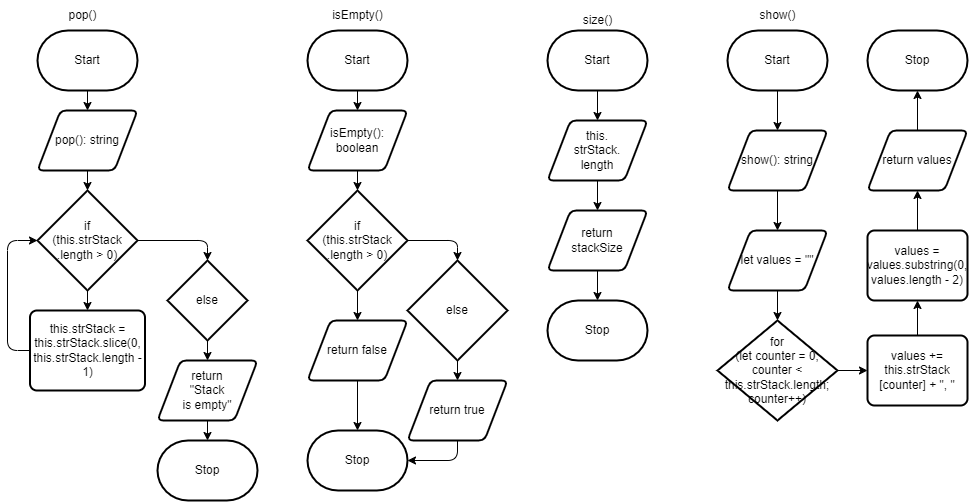 pop()
Start
pop(): string
if
(this.strStack
.length > 0)
else
this.strStack =
this.strStack.slice(0,
this.strStack.length -
1)
return
"Stack
is empty"
Stop
isEmpty()
Start
isEmpty():
boolean
if
(this.strStack
.length > 0)
else
return false
return true
Stop
size()
Start
this.
strStack.
length
return
stackSize
Stop
show()
Start
show(): string
let values = ""
for
(let counter = 0;
counter <
this.strStack.length;
counter++)
values +=
this.strStack
[counter] + ", "
values =
values.substring(0,
values.length - 2)
return values
Stop